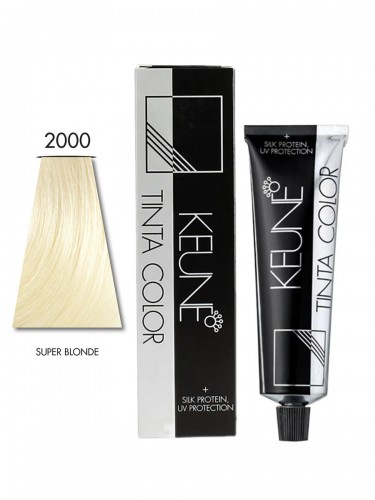 2000
SUPER BLONDE
KEUNE
TINTA COLOR
+
SILK PROTEIN,
UV PROTECTION
+
SILK PROTEIN,
UV PROTECTION
KEUNE
TINTA COLOR